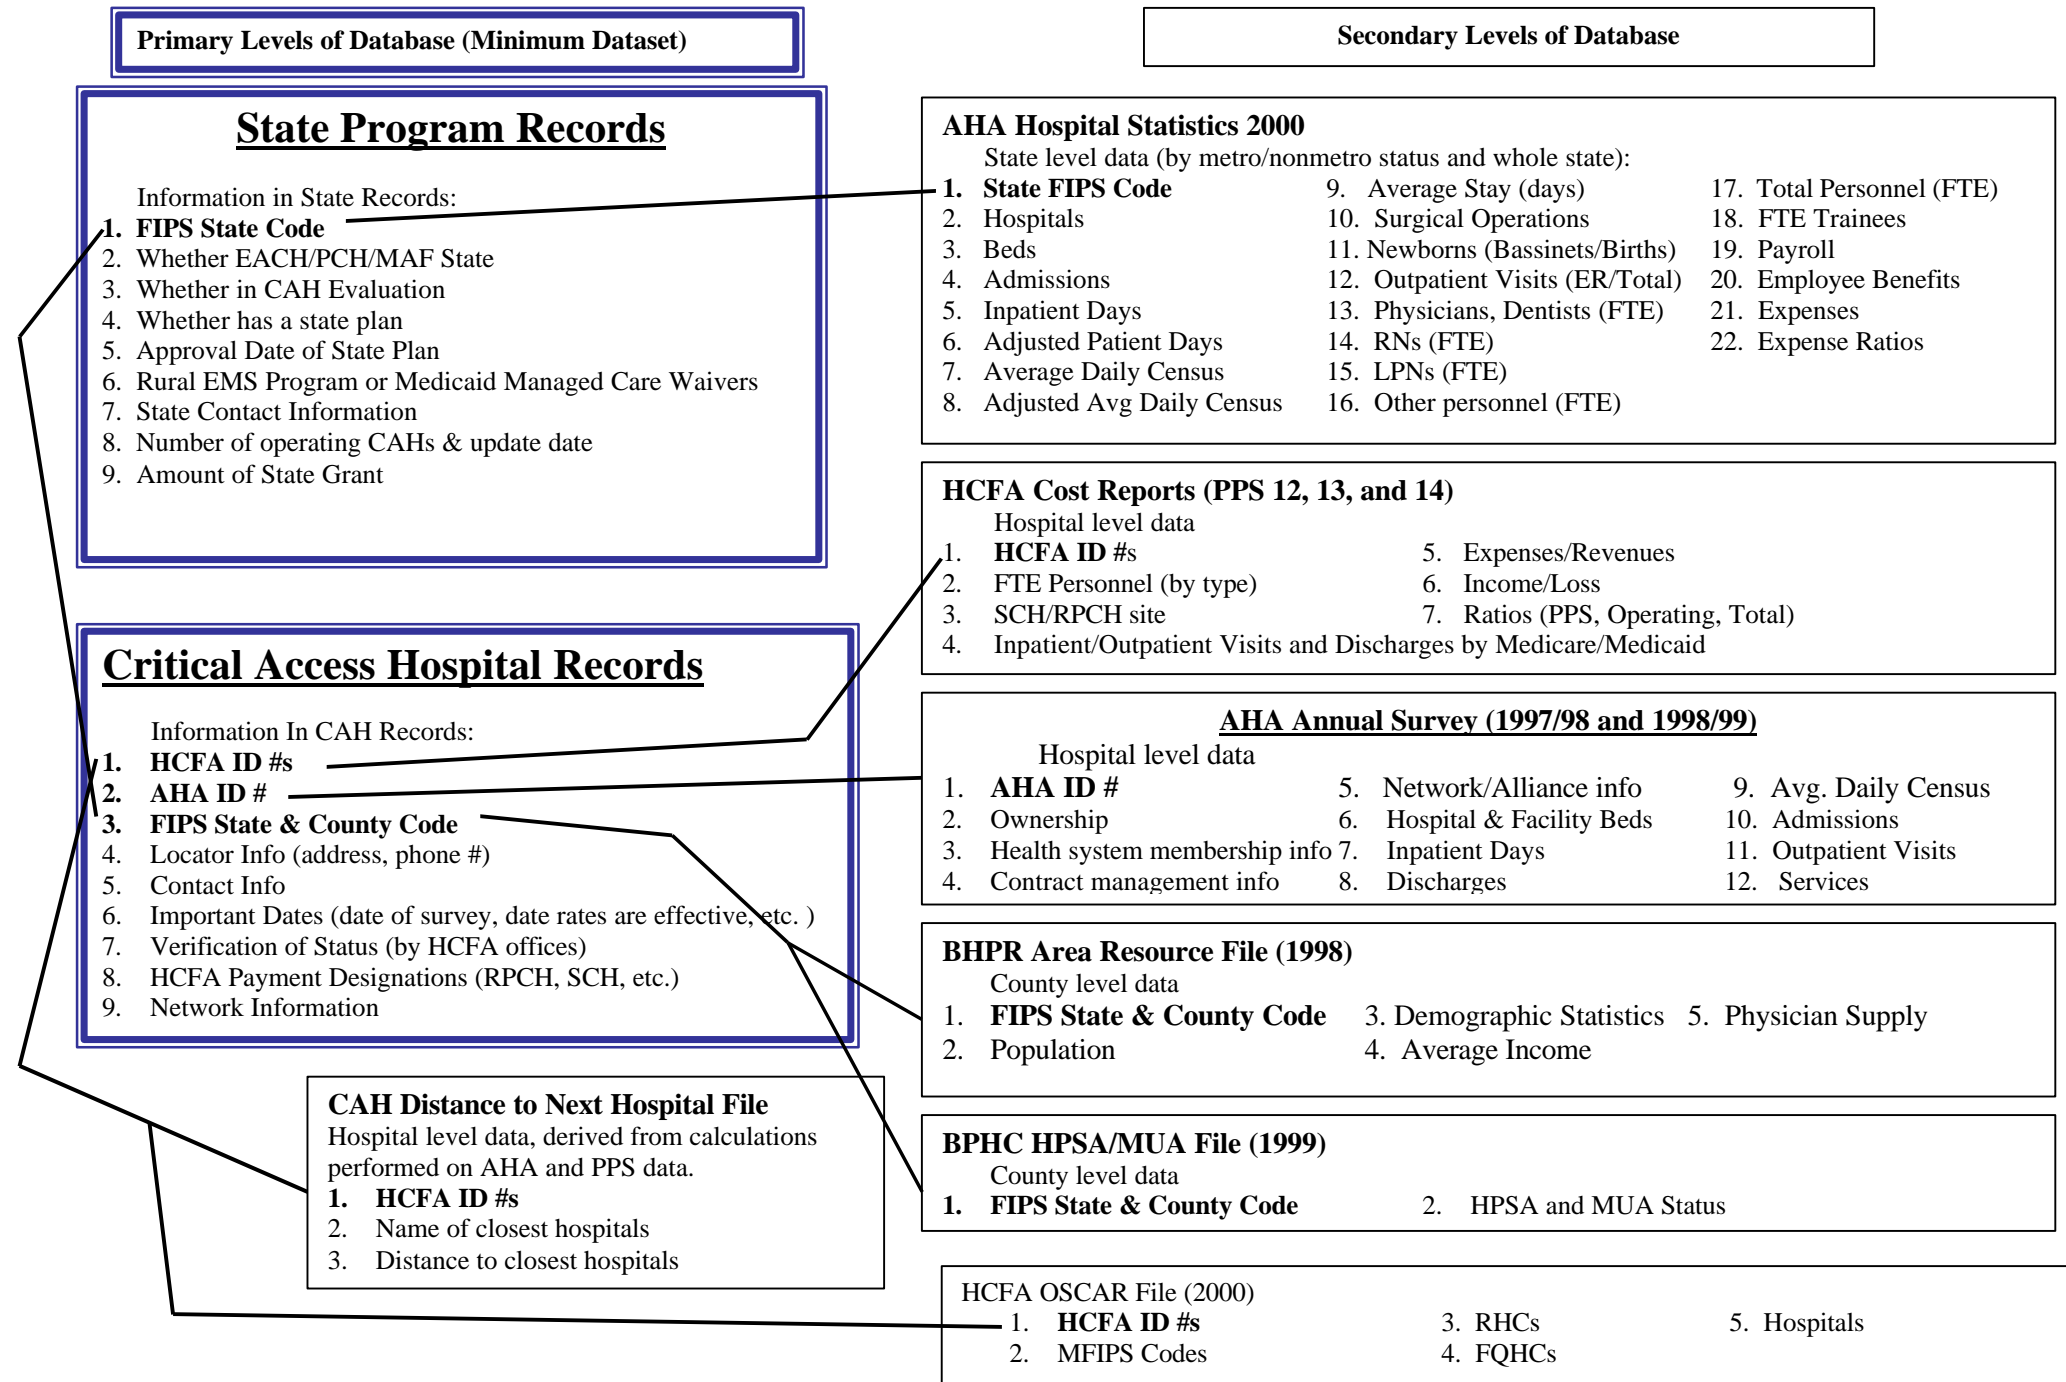 Primary Levels of Database (Minimum Dataset)
Secondary Levels of Database
State Program Records
Information in State Records:
1. FIPS State Code
2. Whether EACH/PCH/MAF State
3. Whether in CAH Evaluation
4. Whether has a state plan
5. Approval Date of State Plan
6. Rural EMS Program or Medicaid Managed Care Waivers
7. State Contact Information
8. Number of operating CAHs & update date
9. Amount of State Grant
Critical Access Hospital Records
Information In CAH Records:
1. HCFA ID #s
2. AHA ID #
3. FIPS State & County Code
4. Locator Info (address, phone #)
5. Contact Info
6. Important Dates (date of survey, date rates are effective, etc. )
7. Verification of Status (by HCFA offices)
8. HCFA Payment Designations (RPCH, SCH, etc.)
9. Network Information
CAH Distance to Next Hospital File
Hospital level data, derived from calculations
performed on AHA and PPS data.
1. HCFA ID #s
2. Name of closest hospitals
3. Distance to closest hospitals
AHA Hospital Statistics 2000
State level data (by metro/nonmetro status and whole state):
1. State FIPS Code 9. Average Stay (days) 17. Total Personnel (FTE)
2. Hospitals 10. Surgical Operations 18. FTE Trainees
3. Beds 11. Newborns (Bassinets/Births) 19. Payroll
4. Admissions 12. Outpatient Visits (ER/Total) 20. Employee Benefits
5. Inpatient Days 13. Physicians, Dentists (FTE) 21. Expenses
6. Adjusted Patient Days 14. RNs (FTE) 22. Expense Ratios
7. Average Daily Census 15. LPNs (FTE)
8. Adjusted Avg Daily Census 16. Other personnel (FTE)
HCFA Cost Reports (PPS 12, 13, and 14)
Hospital level data
1. HCFA ID #s 5. Expenses/Revenues
2. FTE Personnel (by type) 6. Income/Loss
3. SCH/RPCH site 7. Ratios (PPS, Operating, Total)
4. Inpatient/Outpatient Visits and Discharges by Medicare/Medicaid
AHA Annual Survey (1997/98 and 1998/99)
Hospital level data
1. AHA ID # 5. Network/Alliance info 9. Avg. Daily Census
2. Ownership 6. Hospital & Facility Beds 10. Admissions
3. Health system membership info 7. Inpatient Days 11. Outpatient Visits
4. Contract management info 8. Discharges 12. Services
BHPR Area Resource File (1998)
County level data
1. FIPS State & County Code 3. Demographic Statistics 5. Physician Supply
2. Population 4. Average Income
BPHC HPSA/MUA File (1999)
County level data
1. FIPS State & County Code 2. HPSA and MUA Status
HCFA OSCAR File (2000)
1. HCFA ID #s 3. RHCs 5. Hospitals
2. MFIPS Codes 4. FQHCs